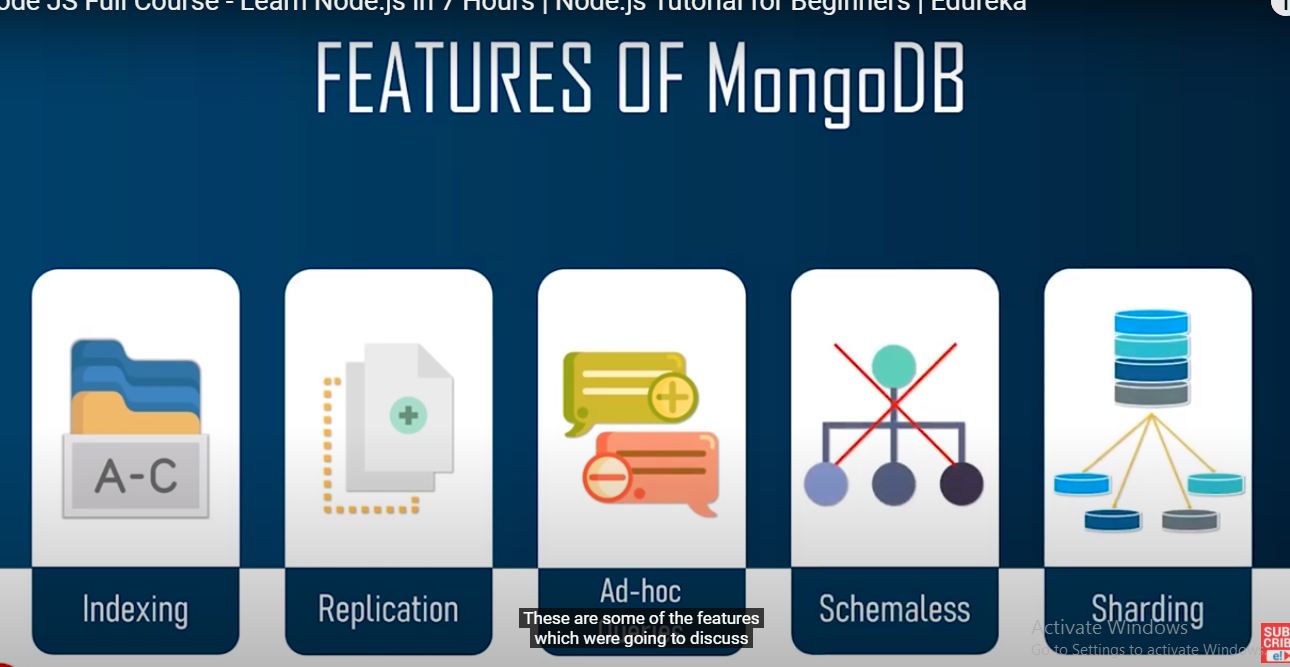 ode JS Full Course - Learn Node.js in 7 Hours | Node.js Tutorial for Beginners | Edureka
FEATURES OF MongoDB
A-C
Indexing
Replication
Ad-hoc
Schemaless
Sharding
These are some of the features
which were going to discuss
Activate Windows
Go to Settings to activate Windows
SUB
CRIB
e!